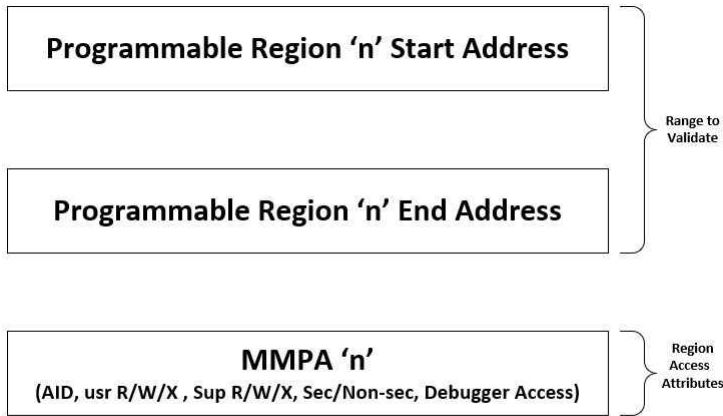 Programmable Region ‘n’ Start Address
Range to
Validate
Programmable Region ‘n’ End Address
MMPA ‘n’
(AID, usr R/W/X , Sup R/W/X, Sec/Non-sec, Debugger Access)
Region
Access
Attributes